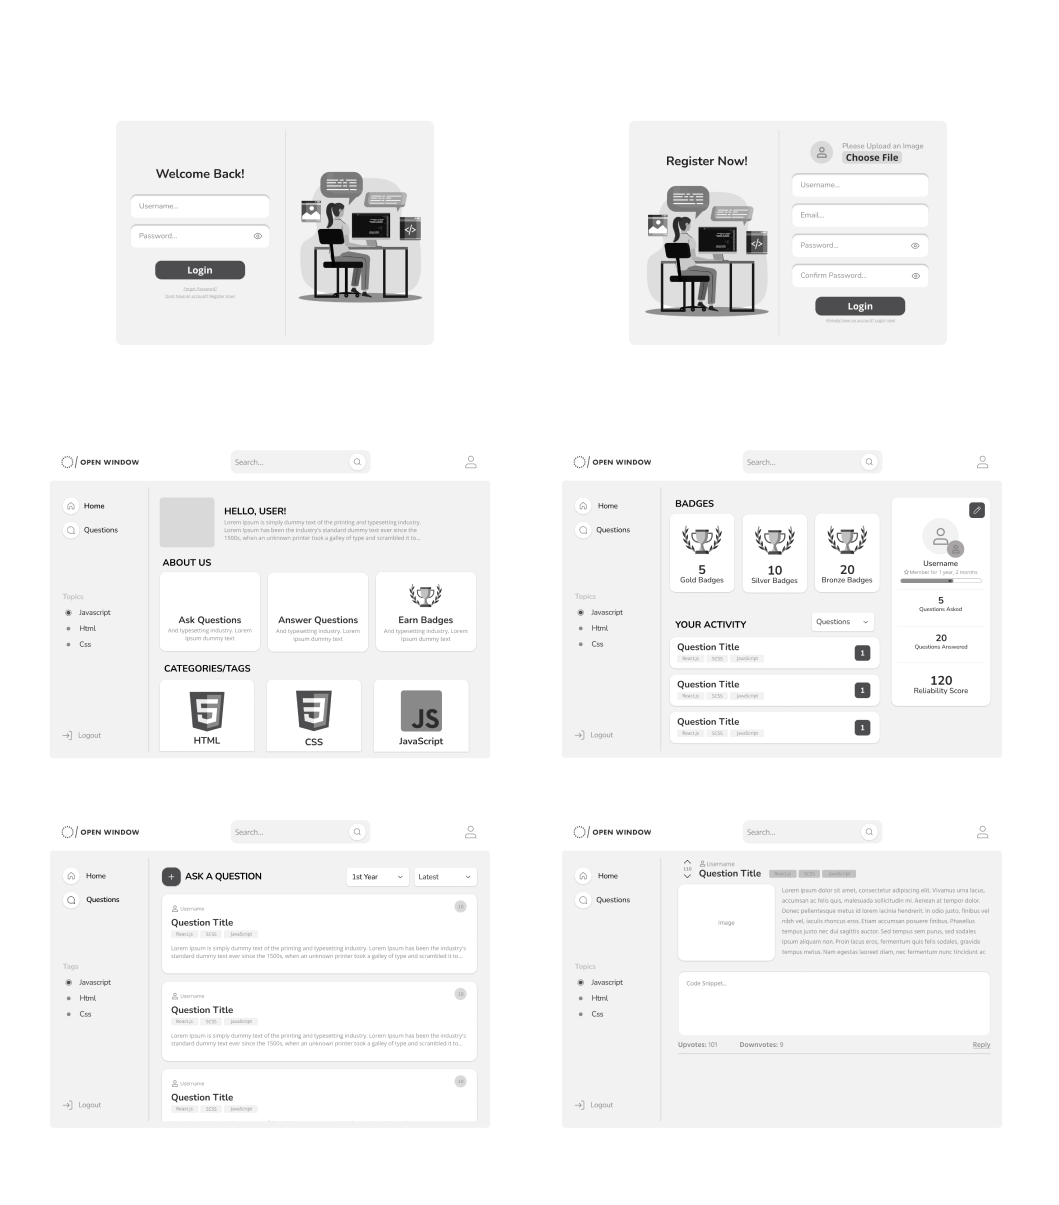 Welcome Back!
Username...
Password...
Login
Forgot Password?
Dont have an account? Register now!
Register Now!
Please Upload an Image
Choose File
Username...
Email...
Password...
Confirm Password...
Login
Already have an account? Login now!
OPEN WINDOW
Search...
Home
Questions
Topics
Javascript
Html
Css
Logout
HELLO, USER!
Lorem Ipsum is simply dummy text of the printing and typesetting industry.
Lorem Ipsum has been the industry's standard dummy text ever since the
1500s, when an unknown printer took a galley of type and scrambled it to...
ABOUT US
Ask Questions
And typesetting industry. Lorem
Ipsum dummy text
Answer Questions
And typesetting industry. Lorem
Ipsum dummy text
Earn Badges
And typesetting industry. Lorem
Ipsum dummy text
CATEGORIES/TAGS
HTML
CSS
JS
JavaScript
OPEN WINDOW
Search...
Home
Questions
Topics
Javascript
Html
Css
Logout
BADGES
5
Gold Badges
10
Silver Badges
20
Bronze Badges
YOUR ACTIVITY
Questions
Question Title
React.js SCSS JavaScript
1
Question Title
React.js SCSS JavaScript
1
Question Title
React.js SCSS JavaScript
1
Username
Member for 1 year, 2 months
5
Questions Asked
20
Questions Answered
120
Reliability Score
OPEN WINDOW
Search...
Home
Questions
Tags
Javascript
Html
Css
Logout
+ ASK A QUESTION
1st Year
Latest
Username
10
Question Title
React.js SCSS JavaScript
Lorem Ipsum is simply dummy text of the printing and typesetting industry. Lorem Ipsum has been the industry's
standard dummy text ever since the 1500s, when an unknown printer took a galley of type and scrambled it to...
Username
10
Question Title
React.js SCSS JavaScript
Lorem Ipsum is simply dummy text of the printing and typesetting industry. Lorem Ipsum has been the industry's
standard dummy text ever since the 1500s, when an unknown printer took a galley of type and scrambled it to...
Username
10
Question Title
React.js SCSS JavaScript
OPEN WINDOW
Search...
Home
Questions
Topics
Javascript
Html
Css
Logout
110
Username
Question Title
React.js SCSS JavaScript
Image
Lorem ipsum dolor sit amet, consectetur adipiscing elit. Vivamus urna lacus,
accumsan ac felis quis, malesuada sollicitudin mi. Aenean at tempor dolor.
Donec pellentesque metus id lorem lacinia hendrerit. In odio justo, finibus vel
nibh vel, iaculis rhoncus eros. Etiam accumsan posuere finibus. Phasellus
tempus justo nec dui sagittis auctor. Sed tempus sem purus, sed sodales
ipsum aliquam non. Proin lacus eros, fermentum quis felis sodales, gravida
tempus metus. Nam egestas laoreet diam, nec fermentum nunc tincidunt ac
Code Snippet...
Upvotes: 101
Downvotes: 9
Reply